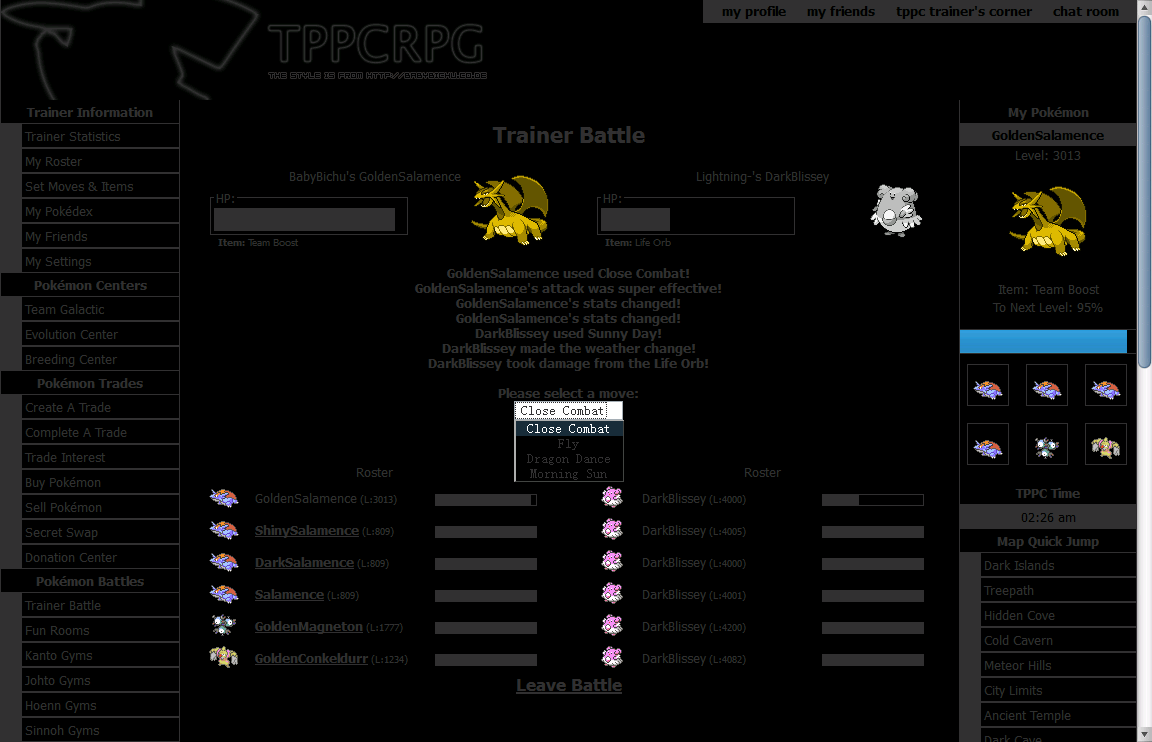 my profile my friends tppc trainer's corner chat room
TPPCRPG
THE STYLE IS FROM HTTP://BABYBICHU.CO.DE
Trainer Information
Trainer Statistics
My Roster
Set Moves & Items
My Pokédex
My Friends
My Settings
Pokémon Centers
Team Galactic
Evolution Center
Breeding Center
Pokémon Trades
Create A Trade
Complete A Trade
Trade Interest
Buy Pokémon
Sell Pokémon
Secret Swap
Donation Center
Pokémon Battles
Trainer Battle
Fun Rooms
Kanto Gyms
Johto Gyms
Hoenn Gyms
Sinnoh Gyms
Trainer Battle
BabyBichu's GoldenSalamence
HP:
Item: Team Boost
Lightning-'s DarkBlissey
HP:
Item: Life Orb
GoldenSalamence used Close Combat!
GoldenSalamence's attack was super effective!
GoldenSalamence's stats changed!
GoldenSalamence's stats changed!
DarkBlissey used Sunny Day!
DarkBlissey made the weather change!
DarkBlissey took damage from the Life Orb!
Please select a move:
Close Combat
Close Combat
Fly
Dragon Dance
Morning Sun
Roster
GoldenSalamence (L:3013)
ShinySalamence (L:809)
DarkSalamence (L:809)
Salamence (L:809)
GoldenMagneton (L:1777)
GoldenConkeldurr (L:1234)
Roster
DarkBlissey (L:4000)
DarkBlissey (L:4005)
DarkBlissey (L:4000)
DarkBlissey (L:4001)
DarkBlissey (L:4200)
DarkBlissey (L:4082)
Leave Battle
My Pokémon
GoldenSalamence
Level: 3013
Item: Team Boost
To Next Level: 95%
TPPC Time
02:26 am
Map Quick Jump
Dark Islands
Treepath
Hidden Cove
Cold Cavern
Meteor Hills
City Limits
Ancient Temple
Dark Cave